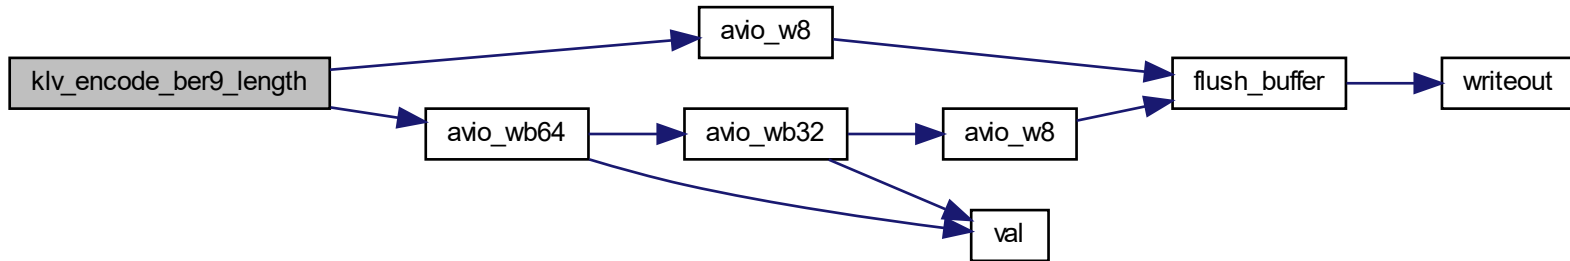 klv_encode_ber9_length
avio_w8
avio_wb64
avio_wb32
avio_w8
val
flush_buffer
writeout